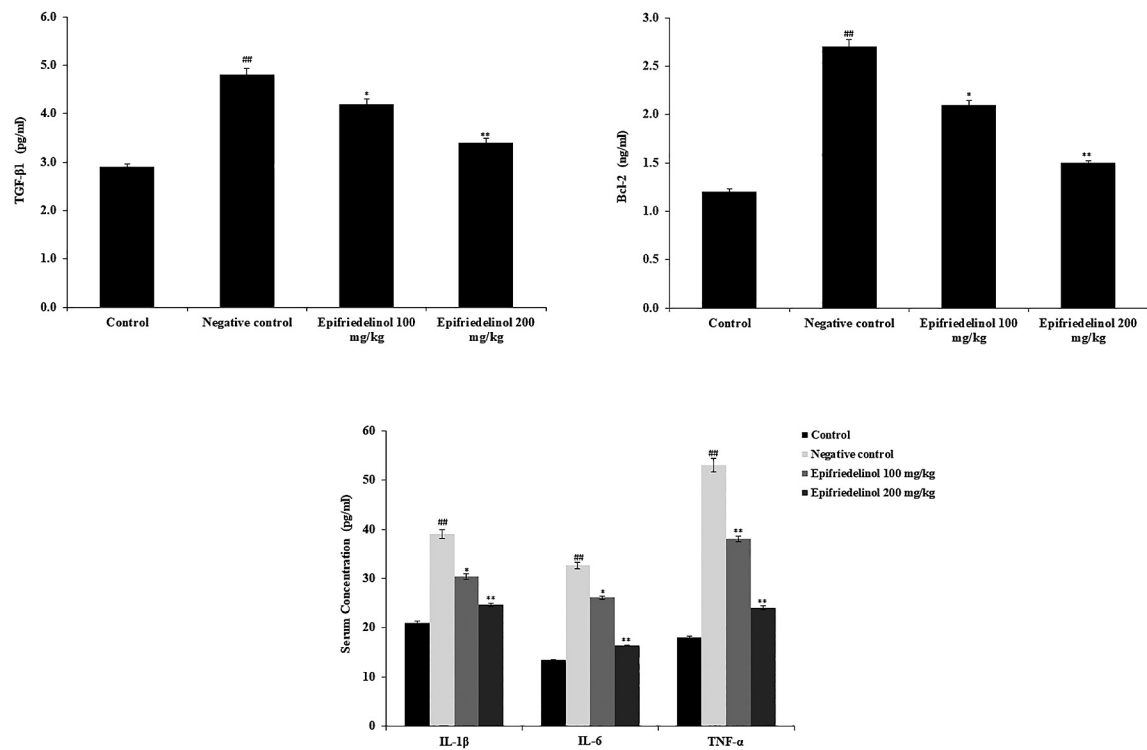 6.0
5.0
4.0
3.0
2.0
1.0
0.0
TGF-β1 (pg/ml)
##
*
**
Control
Negative control
Epifriedelinol 100
mg/kg
Epifriedelinol 200
mg/kg
3.0
2.5
2.0
1.5
1.0
0.5
0.0
Bcl-2 (ng/ml)
##
*
**
Control
Negative control
Epifriedelinol 100
mg/kg
Epifriedelinol 200
mg/kg
60
50
40
30
20
10
0
Serum Concentration (pg/ml)
##
*
**
##
*
**
##
**
**
IL-1β
IL-6
TNF-α
Control
Negative control
Epifriedelinol 100 mg/kg
Epifriedelinol 200 mg/kg